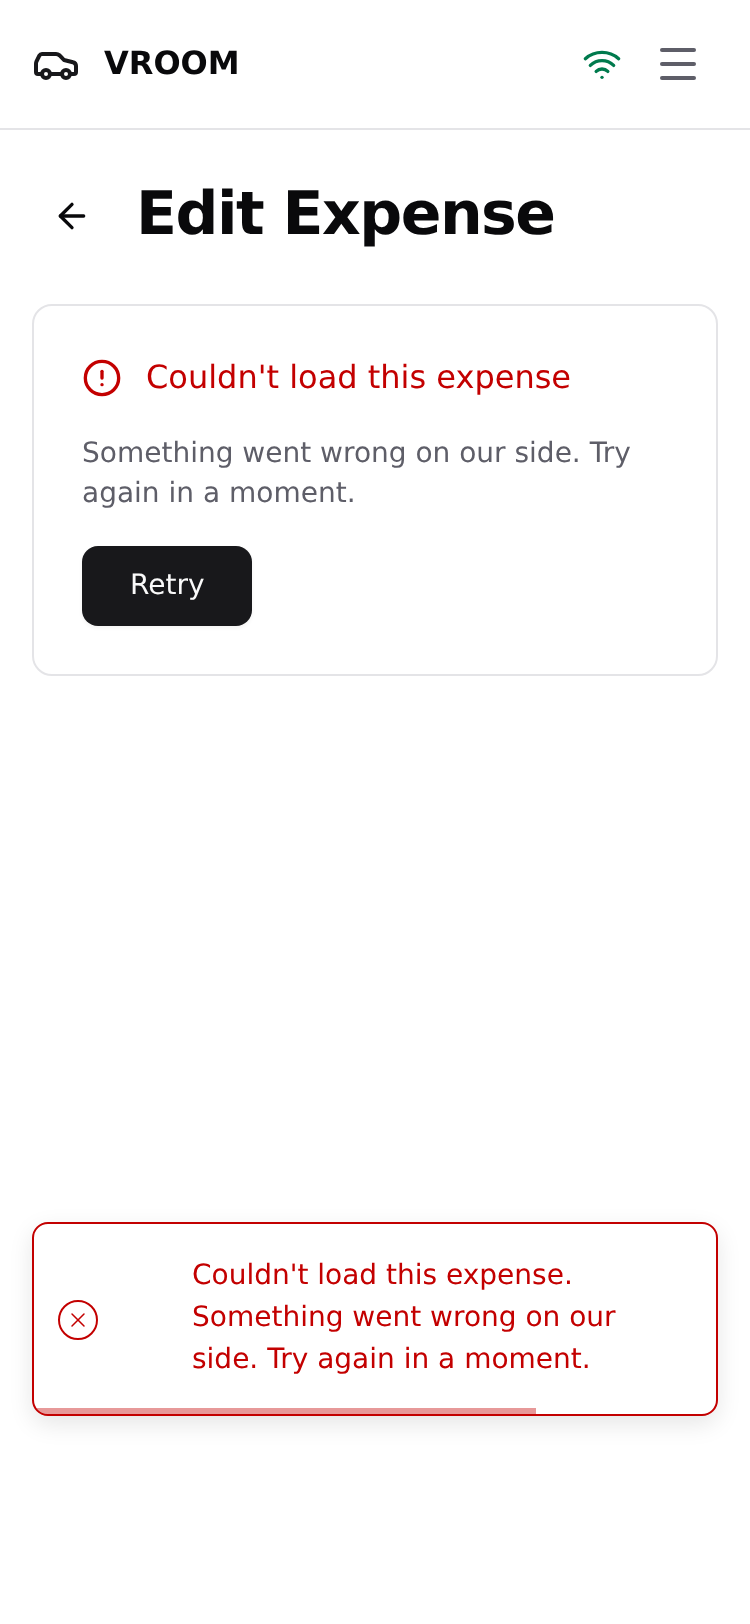 VROOM
Edit Expense
Couldn't load this expense
Something went wrong on our side. Try
again in a moment.
Retry
Couldn't load this expense.
Something went wrong on our
side. Try again in a moment.